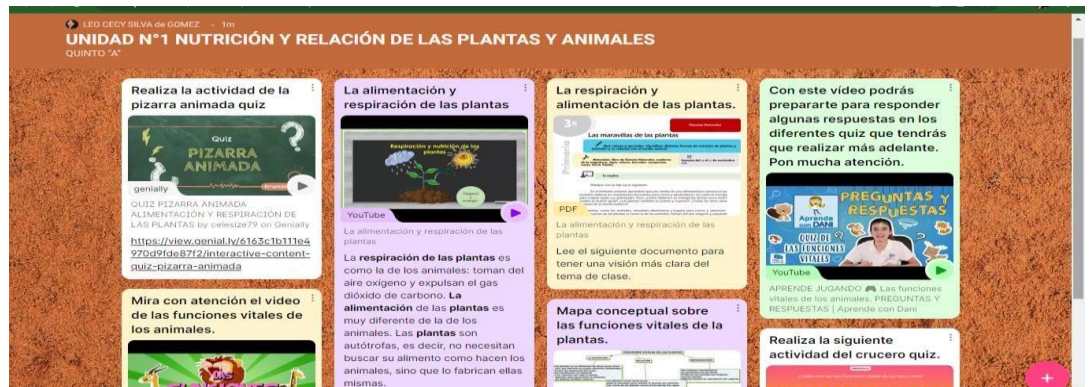 LEO CECY SILVA de GOMEZ - 1m
UNIDAD N°1 NUTRICIÓN Y RELACIÓN DE LAS PLANTAS Y ANIMALES
QUINTO "A"
Realiza la actividad de la
pizarra animada quiz
Quiz
PIZARRA
ANIMADA
genially
QUIZ PIZARRA ANIMADA
ALIMENTACIÓN Y RESPIRACIÓN DE
LAS PLANTAS by celesize79 on Genially
https://view.genial.ly/6163c1b111e4
970d9fde87f2/interactive-content-
quiz-pizarra-animada
Mira con atención el video
de las funciones vitales de
los animales.
La alimentación y
respiración de las plantas
Respiración y nutrición de las
plantas
YouTube
La alimentación y respiración de las
plantas
La respiración de las plantas es
como la de los animales: toman del
aire oxígeno y expulsan el gas
dióxido de carbono. La
alimentación de las plantas es
muy diferente de la de los
animales. Las plantas son
autótrofas, es decir, no necesitan
buscar su alimento como hacen los
animales, sino que lo fabrican ellas
mismas.
La respiración y
alimentación de las plantas.
3°
Primaria
Ciencias Naturales
Las maravillas de las plantas
PDF
La alimentación y respiración de las
plantas
Lee el siguiente documento para
tener una visión más clara del
tema de clase.
Mapa conceptual sobre
las funciones vitales de la
plantas.
Con este vídeo podrás
prepararte para responder
algunas respuestas en los
diferentes quiz que tendrás
que realizar más adelante.
Pon mucha atención.
Aprende
con DANI
PREGUNTAS Y
RESPUESTAS
QUIZ DE
LAS FUNCIONES
VITALES
YouTube
APRENDE JUGANDO 🎮 Las funciones
vitales de los animales. PREGUNTAS Y
RESPUESTAS | Aprende con Dani
Realiza la siguiente
actividad del crucero quiz.